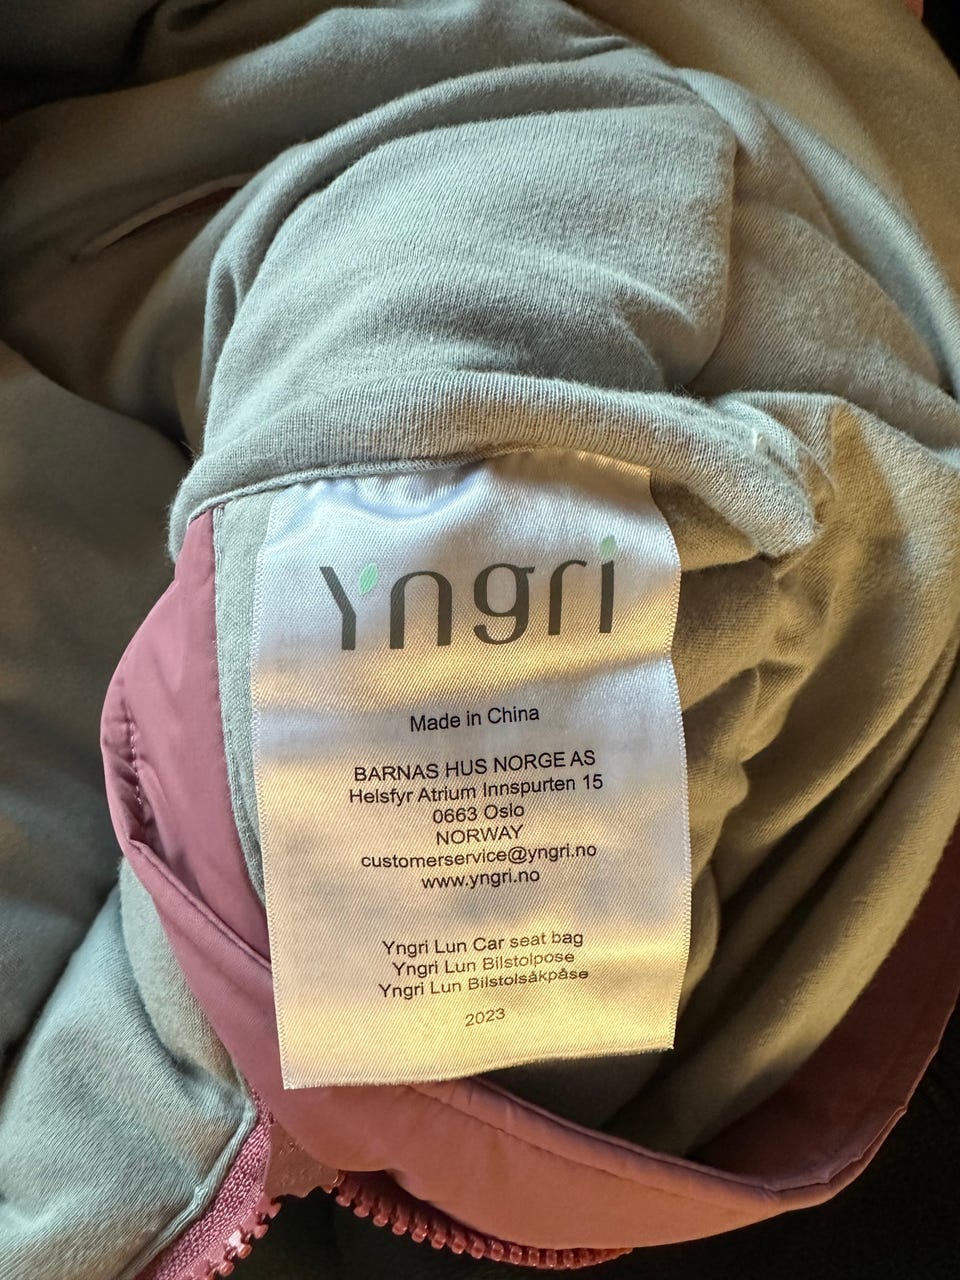 Yngri
Made in China
BARNAS HUS NORGE AS
Helsfyr Atrium Innspurten 15
0663 Oslo
NORWAY
customerservice@yngri.no
www.yngri.no
Yngri Lun Car seat bag
Yngri Lun Bilstolpose
Yngri Lun Bilstolsåkpåse
2023